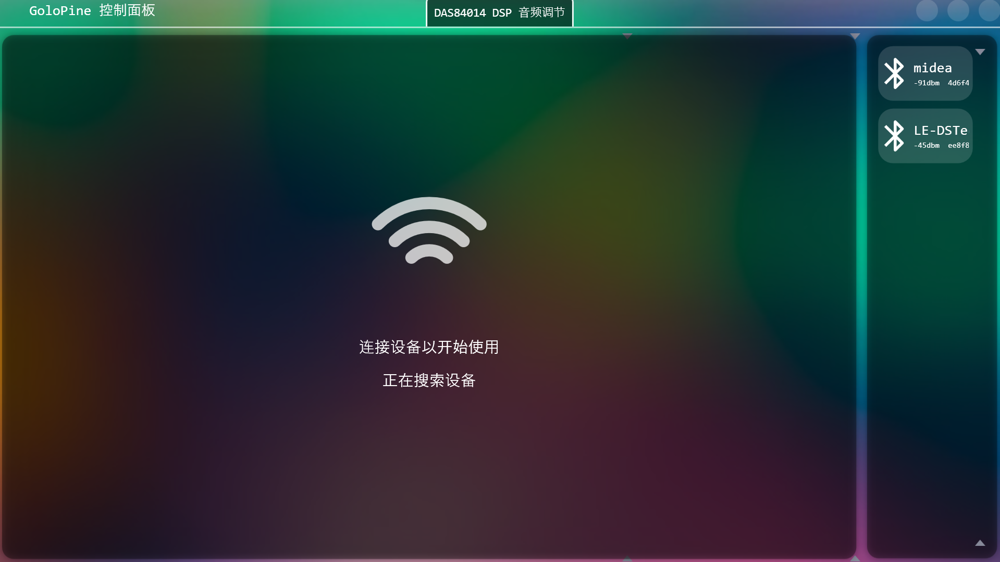 GoloPine 控制面板
DAS84014 DSP 音频调节
midea
-91dbm 4d6f4
LE-DSTe
-45dbm ee8f8
连接设备以开始使用
正在搜索设备